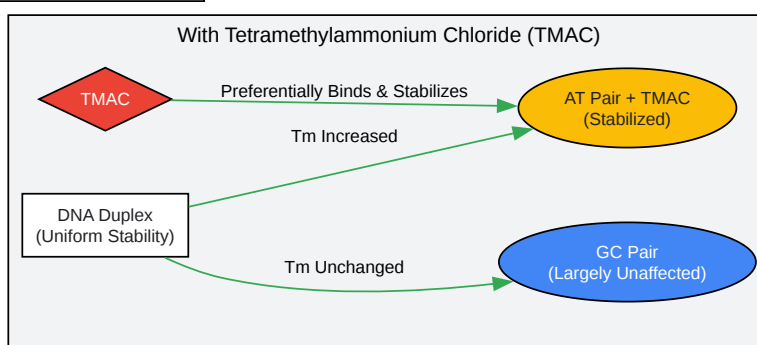 With Tetramethylammonium Chloride (TMAC)
TMAC
Preferentially Binds & Stabilizes
AT Pair + TMAC
(Stabilized)
Tm Increased
DNA Duplex
(Uniform Stability)
Tm Unchanged
GC Pair
(Largely Unaffected)